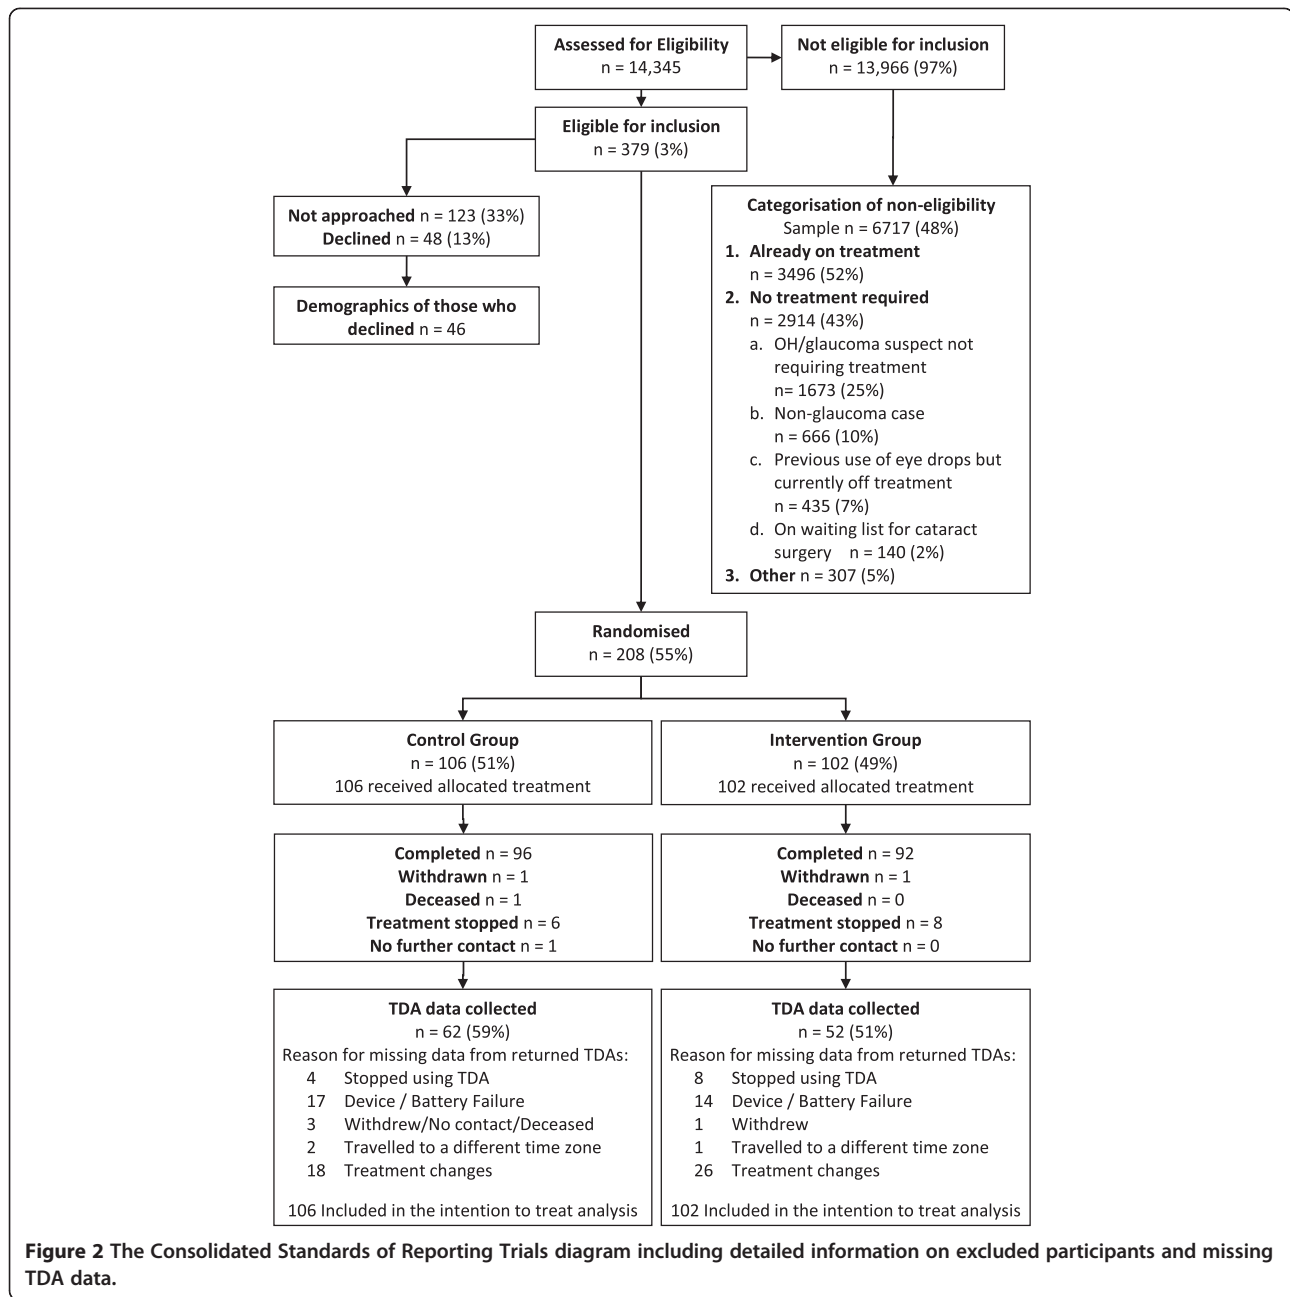 Assessed for Eligibility
n = 14,345
Not eligible for inclusion
n = 13,966 (97%)
Eligible for inclusion
n = 379 (3%)
Not approached n = 123 (33%)
Declined n = 48 (13%)
Demographics of those who
declined n = 46
Categorisation of non-eligibility
Sample n = 6717 (48%)
1. Already on treatment
n = 3496 (52%)
2. No treatment required
n = 2914 (43%)
a. OH/glaucoma suspect not
requiring treatment
n= 1673 (25%)
b. Non-glaucoma case
n = 666 (10%)
c. Previous use of eye drops but
currently off treatment
n = 435 (7%)
d. On waiting list for cataract
surgery n = 140 (2%)
3. Other n = 307 (5%)
Randomised
n = 208 (55%)
Control Group
n = 106 (51%)
106 received allocated treatment
Intervention Group
n = 102 (49%)
102 received allocated treatment
Completed n = 96
Withdrawn n = 1
Deceased n = 1
Treatment stopped n = 6
No further contact n = 1
Completed n = 92
Withdrawn n = 1
Deceased n = 0
Treatment stopped n = 8
No further contact n = 0
TDA data collected
n = 62 (59%)
Reason for missing data from returned TDAs:
4 Stopped using TDA
17 Device / Battery Failure
3 Withdrew/No contact/Deceased
2 Travelled to a different time zone
18 Treatment changes
106 Included in the intention to treat analysis
TDA data collected
n = 52 (51%)
Reason for missing data from returned TDAs:
8 Stopped using TDA
14 Device / Battery Failure
1 Withdrew
1 Travelled to a different time zone
26 Treatment changes
102 Included in the intention to treat analysis
Figure 2 The Consolidated Standards of Reporting Trials diagram including detailed information on excluded participants and missing
TDA data.